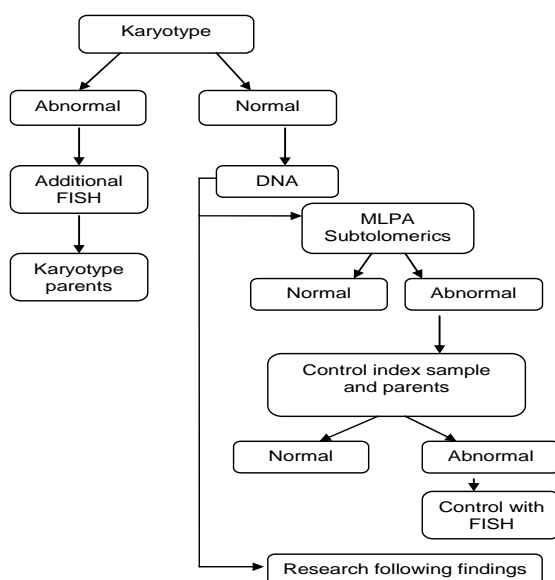 Karyotype
Abnormal
Normal
Additional
FISH
DNA
Karyotype
parents
MLPA
Subtolomerics
Normal
Abnormal
Control index sample
and parents
Normal
Abnormal
Control with
FISH
Research following findings